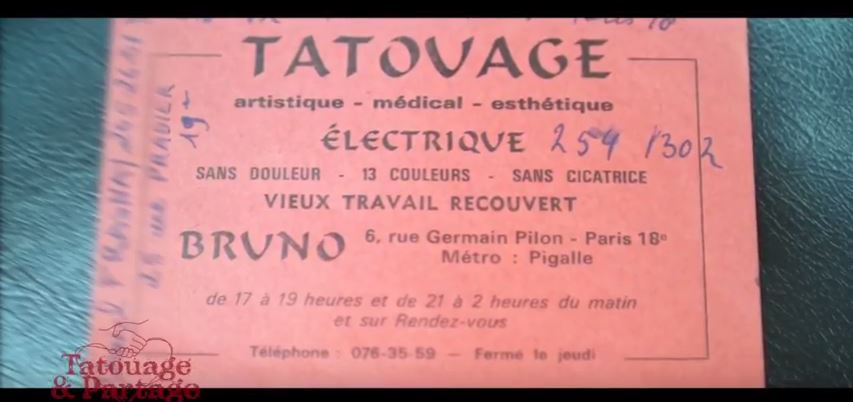 TATOUAGE
artistique - médical - esthétique
ÉLECTRIQUE 254 1302
SANS DOULEUR - 13 COULEURS - SANS CICATRICE
VIEUX TRAVAIL RECOUVERT
BRUNO
6, rue Germain Pilon - Paris 18e
Métro : Pigalle
de 17 à 19 heures et de 21 à 2 heures du matin
et sur Rendez-vous
Téléphone : 076-35-59 — Fermé le jeudi
PRADIER
19
Tatouage
& Partage